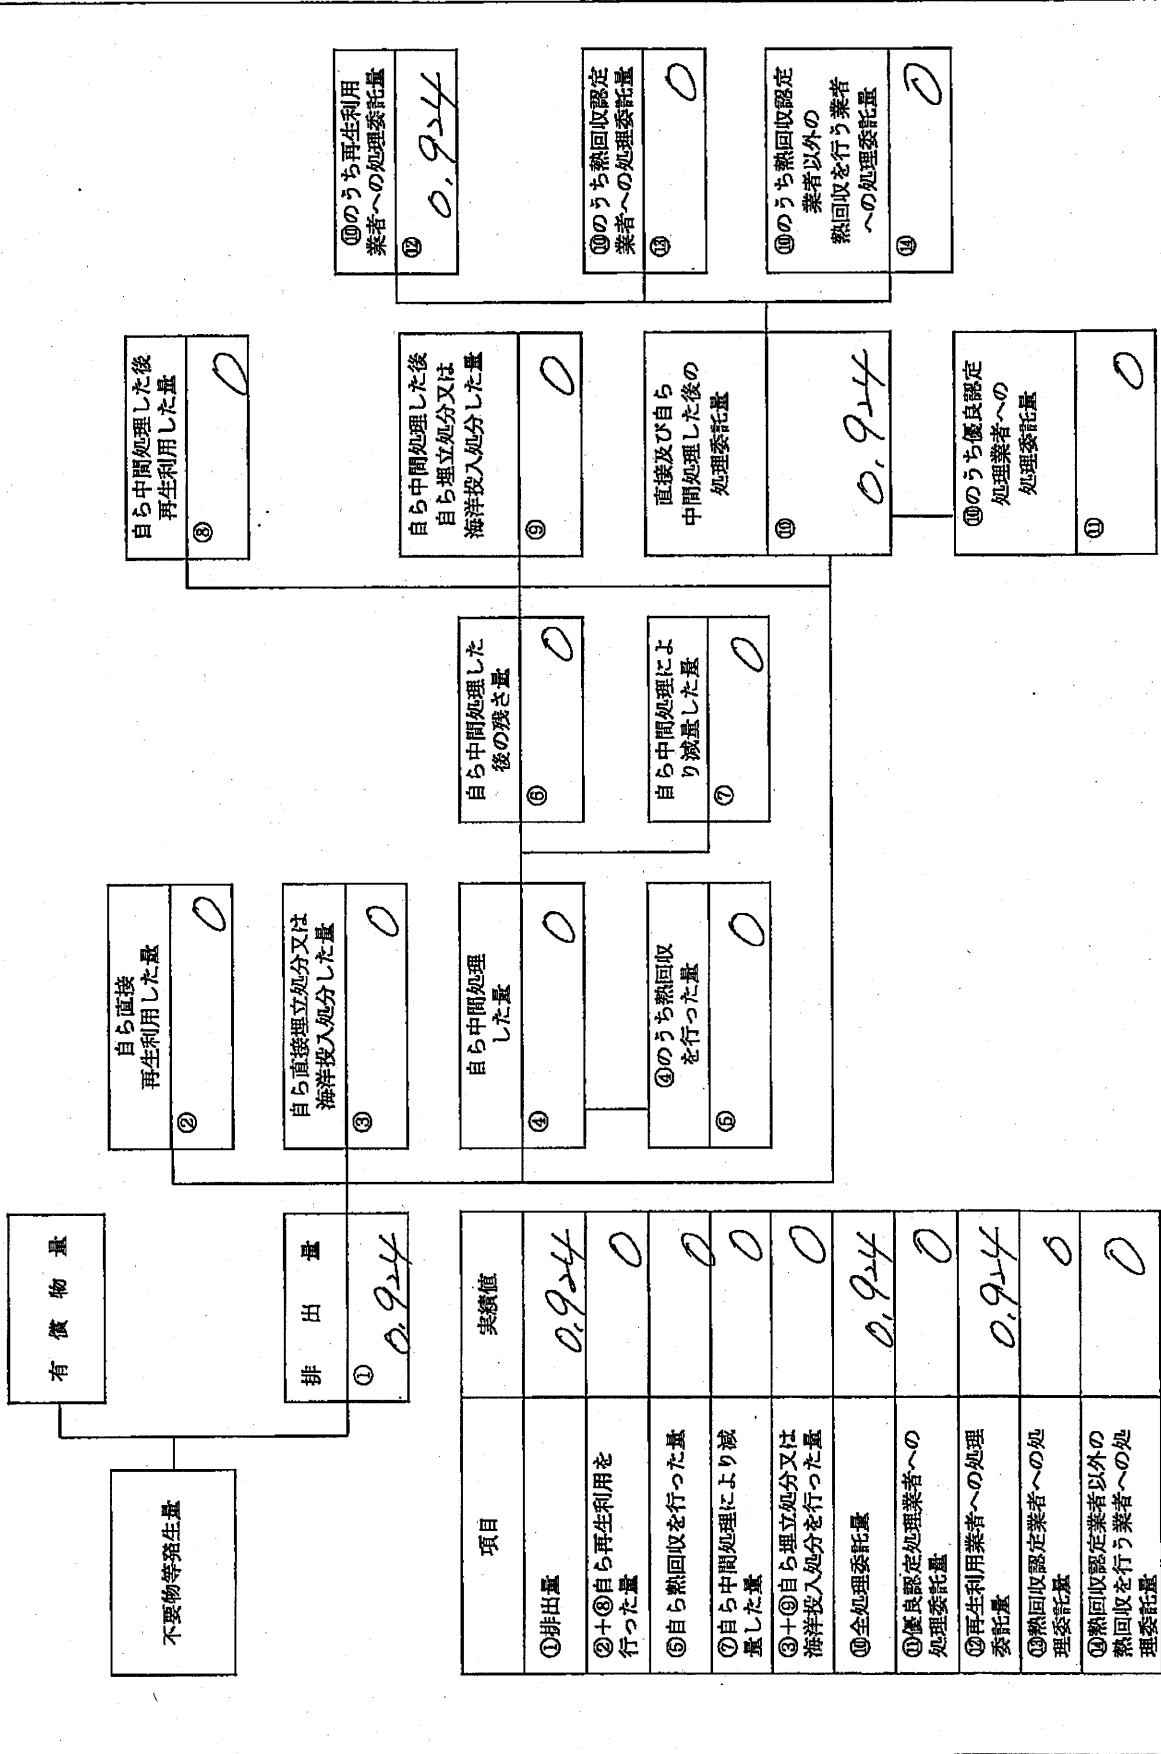 不要物等発生量
有償物量
排出量
①
0.924
自ら直接
再生利用した量
②
0
自ら直接埋立処分又は
海洋投入処分した量
③
0
自ら中間処理
した量
④
0
④のうち熱回収
を行った量
⑤
0
自ら中間処理した
後の残さ量
⑥
0
自ら中間処理によ
り減量した量
⑦
0
自ら中間処理した後
再生利用した量
⑧
0
自ら中間処理した後
自ら埋立処分又は
海洋投入処分した量
⑨
0
直接及び自ら
中間処理した後の
処理委託量
⑩
0.924
⑩のうち優良認定
処理業者への
処理委託量
⑪
0
⑩のうち再生利用
業者への処理委託量
⑫
0.924
⑩のうち熱回収認定
業者への処理委託量
⑬
0
⑩のうち熱回収認定
業者以外の
熱回収を行う業者
への処理委託量
⑭
0
項目 実績値
①排出量 0.924
②+⑧自ら再生利用を
行った量 0
⑤自ら熱回収を行った量 0
⑦自ら中間処理により減
量した量 0
③+⑨自ら埋立処分又は
海洋投入処分を行った量 0
⑩全処理委託量 0.924
⑪優良認定処理業者への
処理委託量 0
⑫再生利用業者への処理
委託量 0.924
⑬熱回収認定業者への処
理委託量 0
⑭熱回収認定業者以外の
熱回収を行う業者への処
理委託量 0